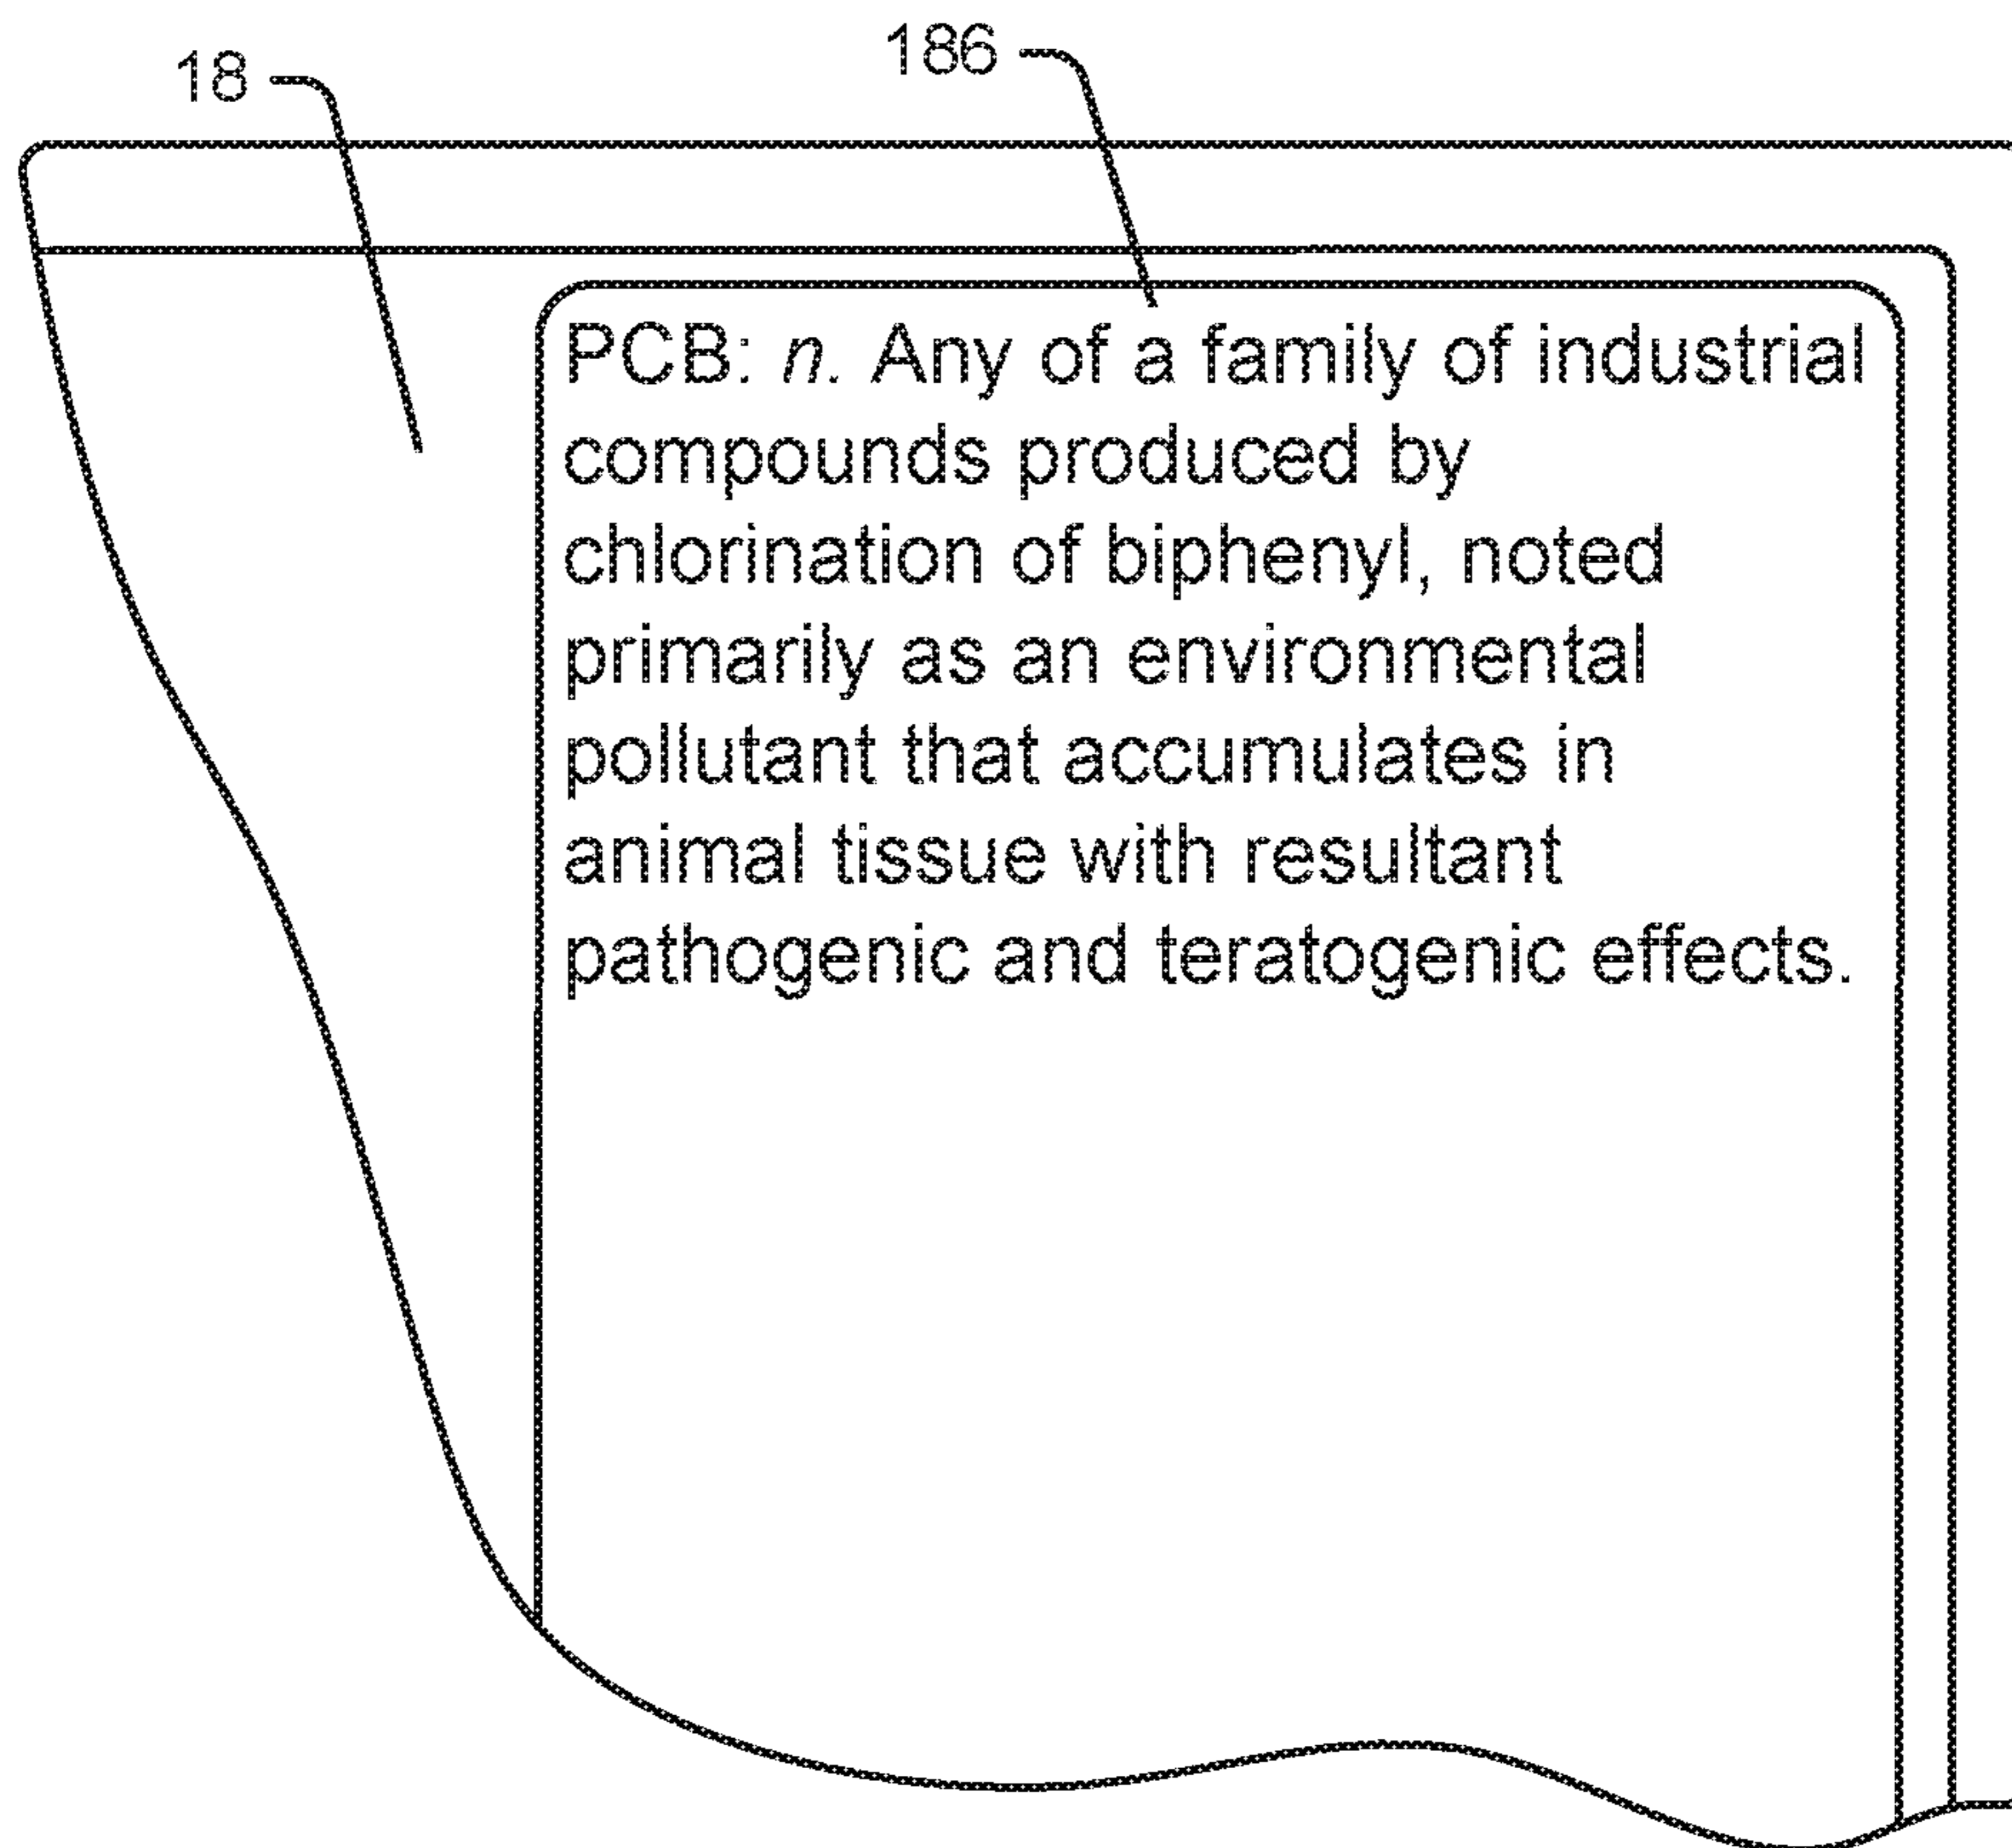 18
186
PCB: n. Any of a family of industrial
compounds produced by
chlorination of biphenyl, noted
primarily as an environmental
pollutant that accumulates in
animal tissue with resultant
pathogenic and teratogenic effects.